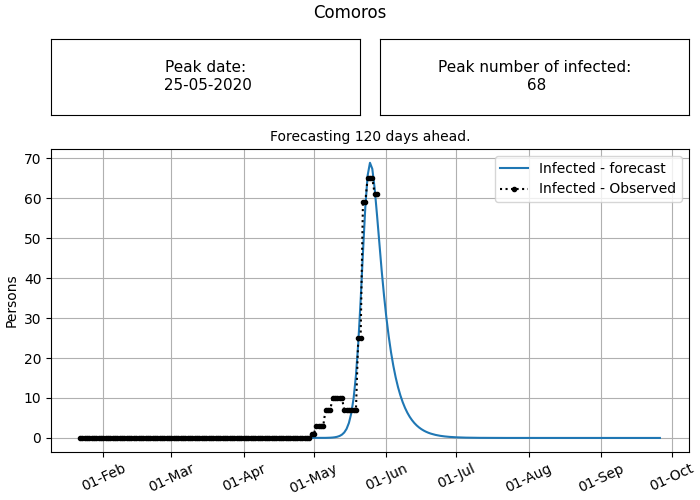 Comoros
Peak date:
25-05-2020
Peak number of infected:
68
Forecasting 120 days ahead.
Infected - forecast
Infected - Observed
Persons
70
60
50
40
30
20
10
0
01-Feb
01-Mar
01-Apr
01-May
01-Jun
01-Jul
01-Aug
01-Sep
01-Oct